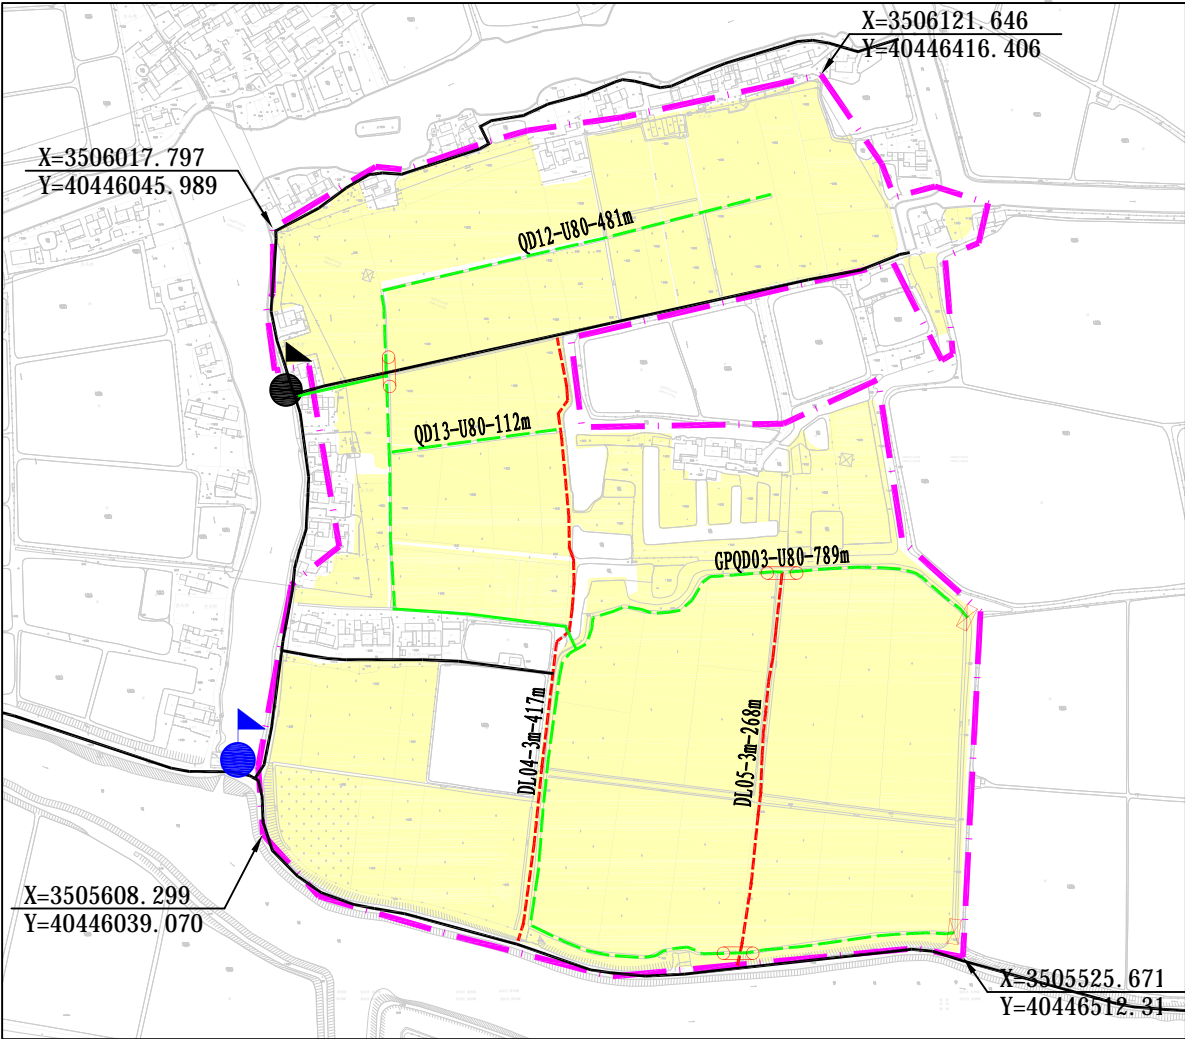 X=3506121.646
Y=40446416.406
X=3506017.797
Y=40446045.989
QD12-U80-481m
QD13-U80-112m
GPQD03-U80-789m
DL04-3m-417m
DL05-3m-268m
X=3505608.299
Y=40446039.070
X=3505525.671
Y=40446512.31